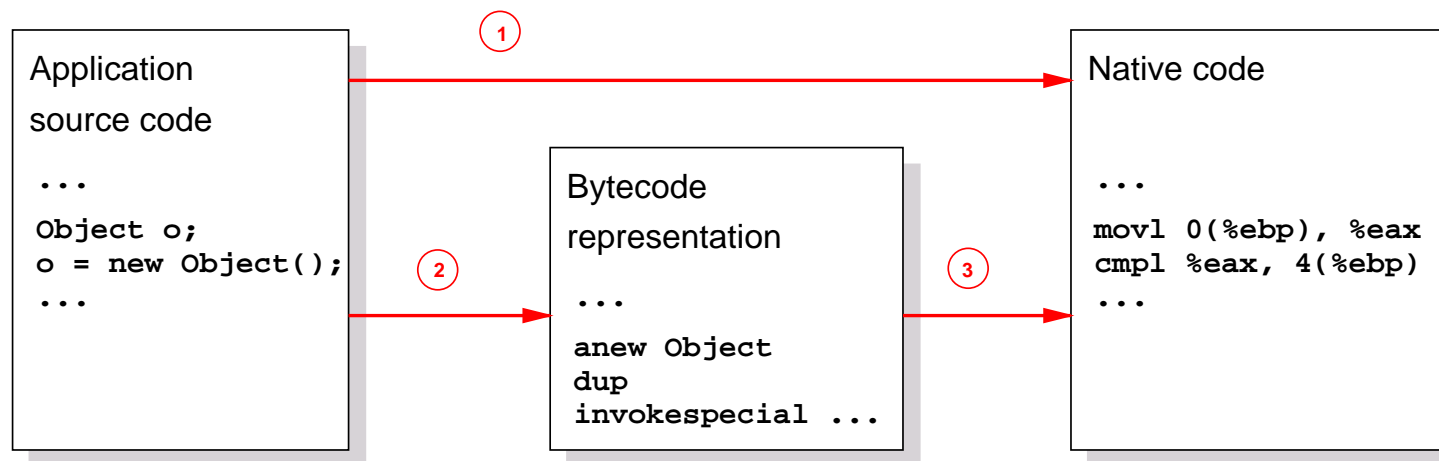 1
Application
source code
...
Object o;
o = new Object();
...
2
Bytecode
representation
...
anew Object
dup
invokespecial ...
3
Native code
...
movl 0(%ebp), %eax
cmpl %eax, 4(%ebp)
...